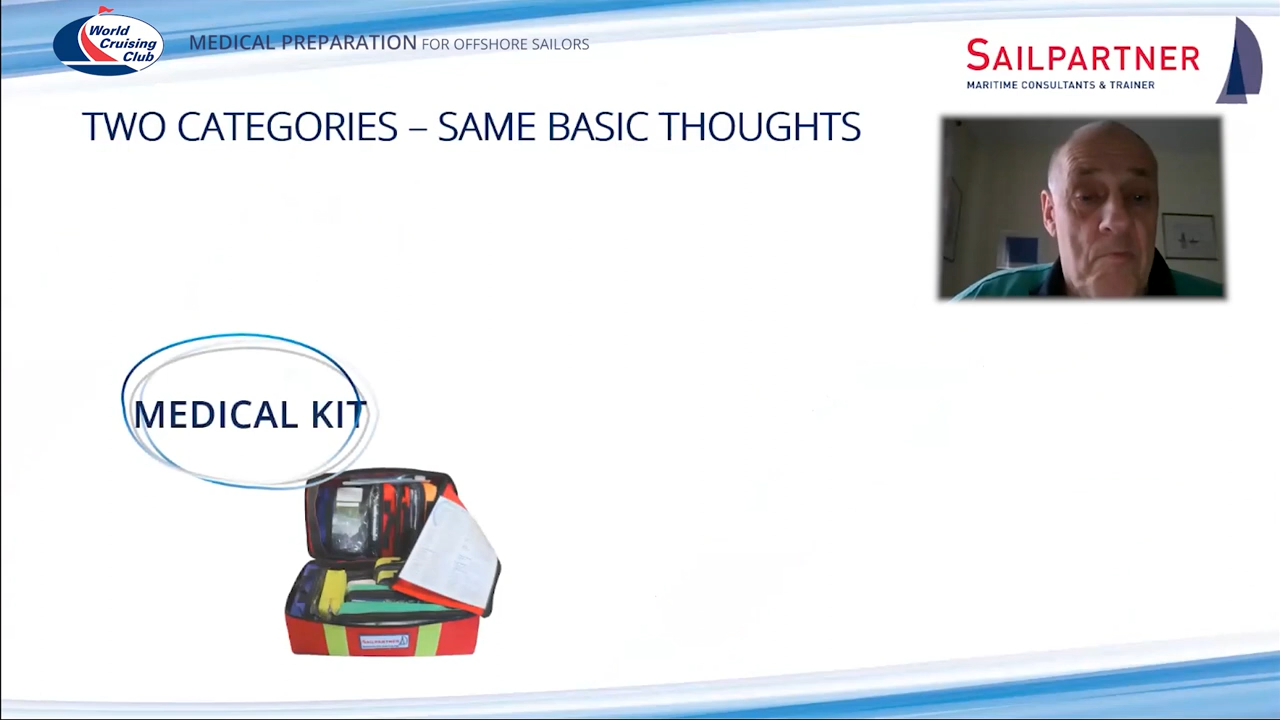 World
Cruising
Club
MEDICAL PREPARATION FOR OFFSHORE SAILORS
SAILPARTNER
MARITIME CONSULTANTS & TRAINER
TWO CATEGORIES – SAME BASIC THOUGHTS
MEDICAL KIT
SAILPARTNER